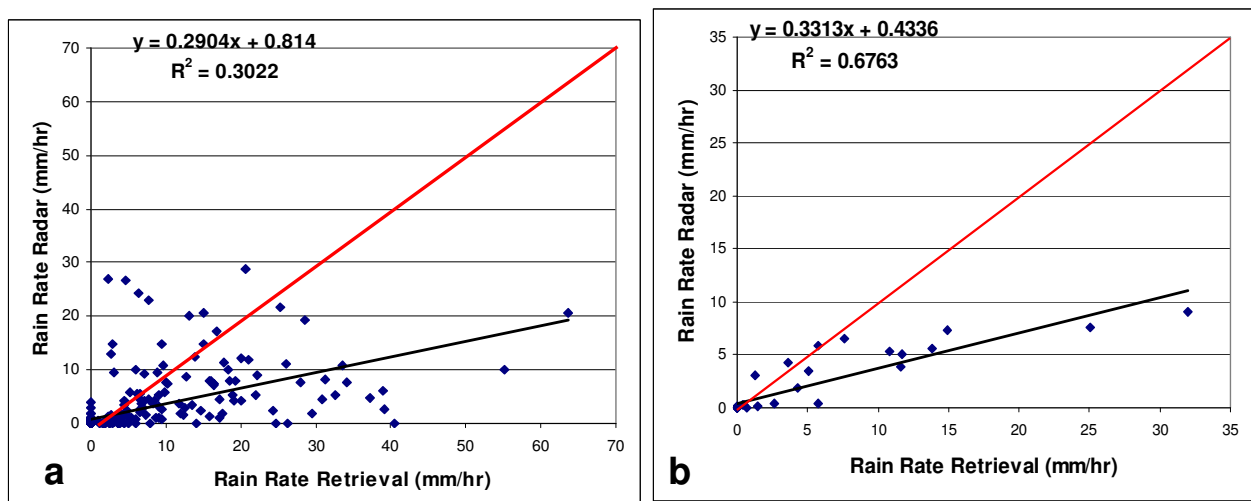 y = 0.2904x + 0.814
R² = 0.3022
70
60
50
40
30
20
10
0
0 10 20 30 40 50 60 70
Rain Rate Radar (mm/hr)
Rain Rate Retrieval (mm/hr)
a
y = 0.3313x + 0.4336
R² = 0.6763
35
30
25
20
15
10
5
0
0 5 10 15 20 25 30 35
Rain Rate Radar (mm/hr)
Rain Rate Retrieval (mm/hr)
b